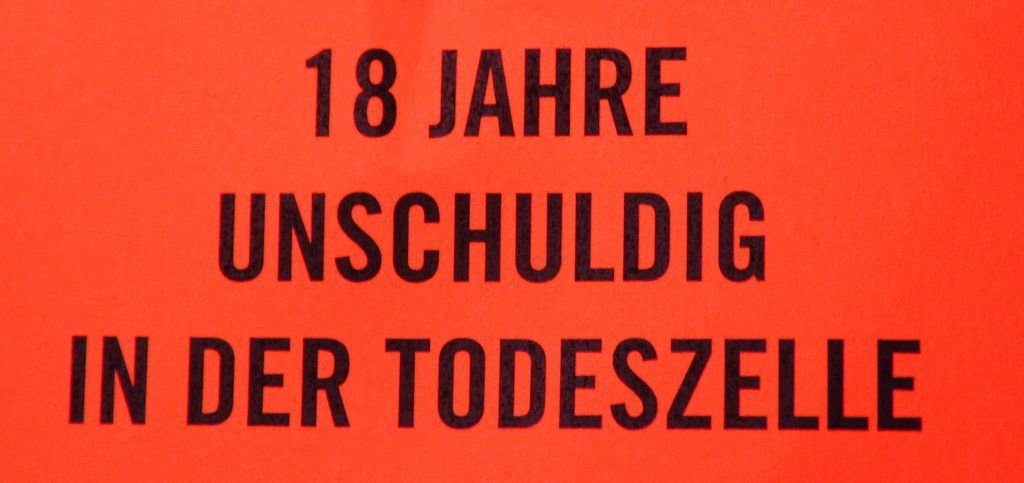 18 JAHRE
UNSCHULDIG
IN DER TODESZELLE